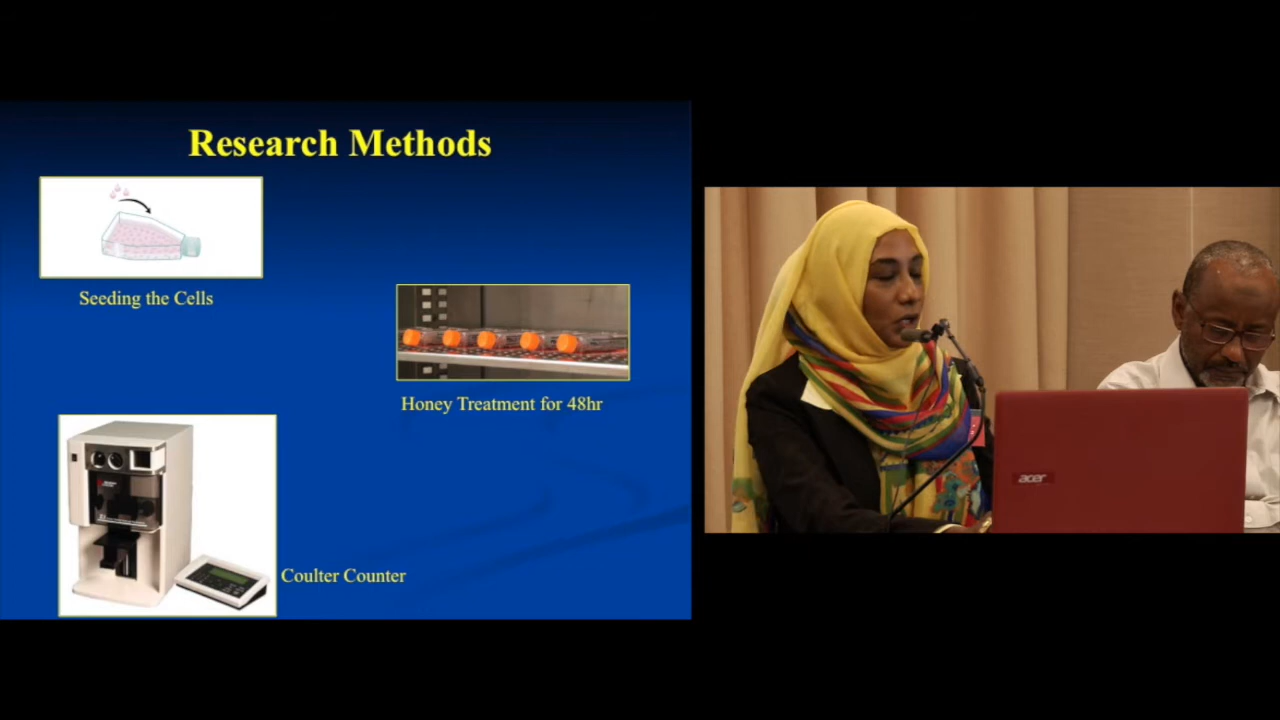 Research Methods
Seeding the Cells
Honey Treatment for 48hr
Coulter Counter
acer